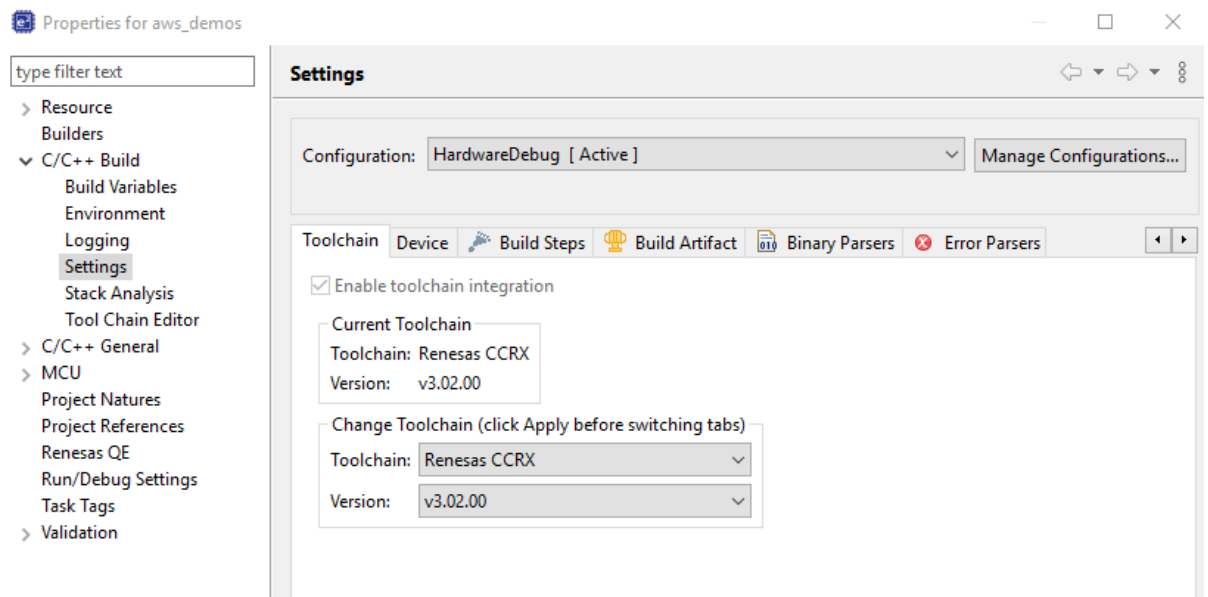 Properties for aws_demos
type filter text
Resource
Builders
C/C++ Build
Build Variables
Environment
Logging
Settings
Stack Analysis
Tool Chain Editor
C/C++ General
MCU
Project Natures
Project References
Renesas QE
Run/Debug Settings
Task Tags
Validation
Settings
Configuration: HardwareDebug [ Active ] Manage Configurations...
Toolchain Device Build Steps Build Artifact Binary Parsers Error Parsers
Enable toolchain integration
Current Toolchain
Toolchain: Renesas CCRX
Version: v3.02.00
Change Toolchain (click Apply before switching tabs)
Toolchain: Renesas CCRX
Version: v3.02.00